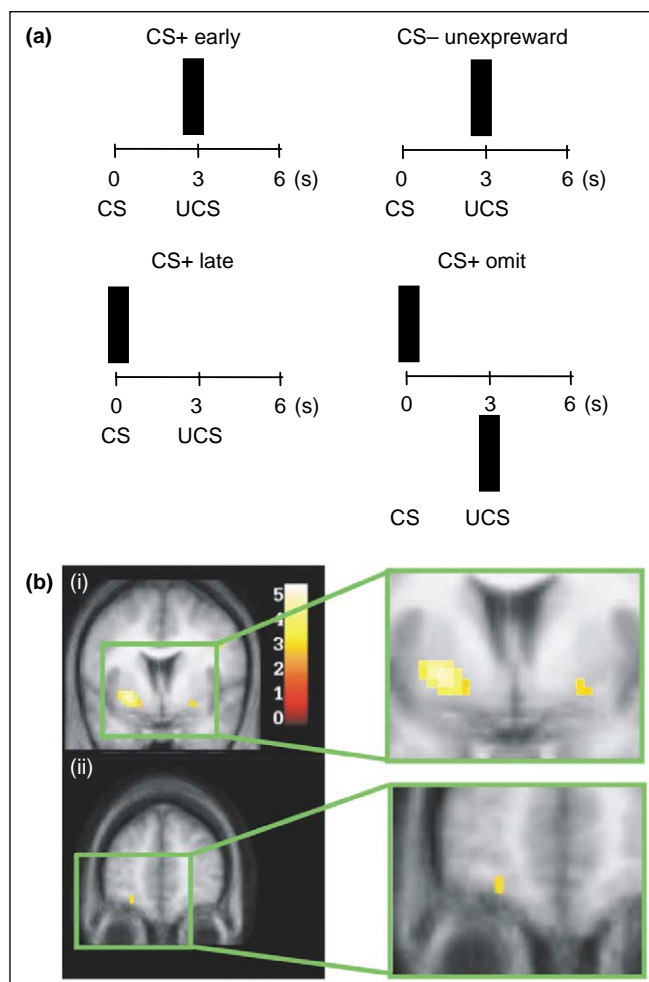 (a)
CS+ early
CS– unexpreward
0 3 6 (s)
CS UCS
0 3 6 (s)
CS UCS
CS+ late
CS+ omit
0 3 6 (s)
CS UCS
0 3 6 (s)
CS UCS
(b)
(i)
5
4
3
2
1
0
(ii)